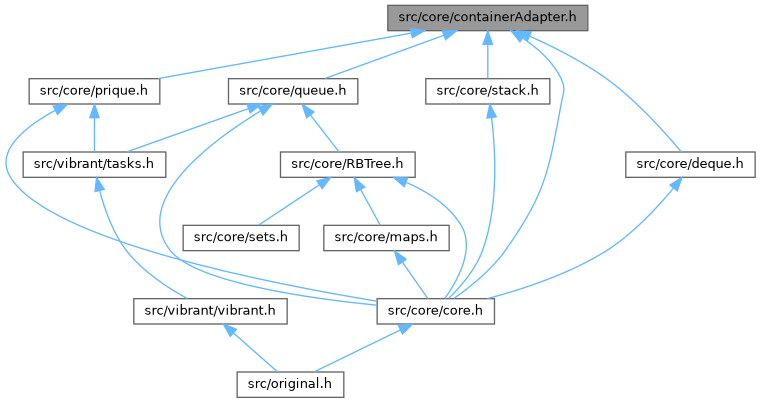 src/core/containerAdapter.h
src/core/prique.h
src/core/queue.h
src/core/stack.h
src/vibrant/tasks.h
src/core/RBTree.h
src/core/deque.h
src/core/sets.h
src/core/maps.h
src/vibrant/vibrant.h
src/core/core.h
src/original.h